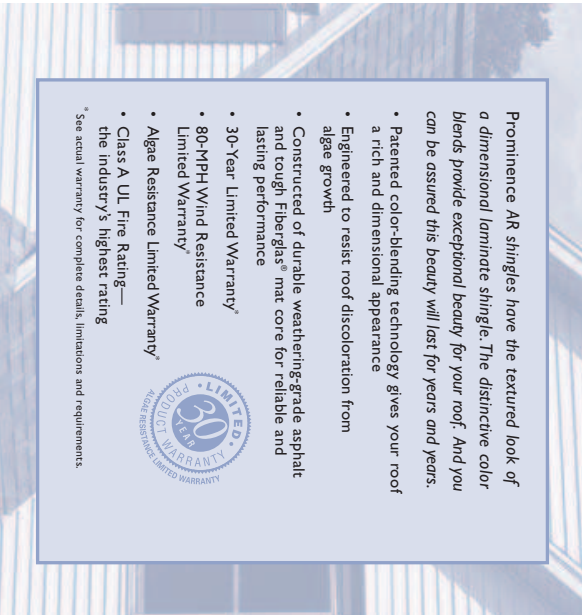 Prominence AR shingles have the textured look of
a dimensional laminate shingle. The distinctive color
blends provide exceptional beauty for your roof. And you
can be assured this beauty will last for years and years.
• Patented color-blending technology gives your roof
a rich and dimensional appearance
• Engineered to resist roof discoloration from
algae growth
• Constructed of durable weathering-grade asphalt
and tough Fiberglas® mat core for reliable and
lasting performance
• 30-Year Limited Warranty*
• 80-MPH Wind Resistance
Limited Warranty*
• Algae Resistance Limited Warranty*
• Class A UL Fire Rating—
the industry's highest rating
* See actual warranty for complete details, limitations and requirements.
• LIMITED •
30
YEAR
PRODUCT WARRANTY
ALGAE RESISTANCE LIMITED WARRANTY